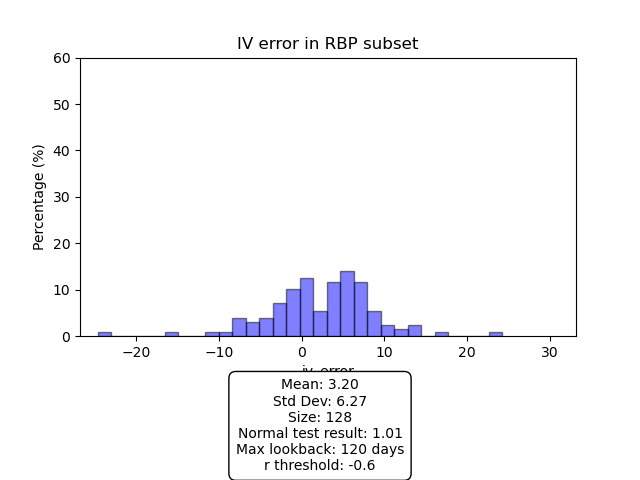 IV error in RBP subset
60
50
40
30
20
10
0
Percentage (%)
−20
−10
0
10
20
30
iv_error
Mean: 3.20
Std Dev: 6.27
Size: 128
Normal test result: 1.01
Max lookback: 120 days
r threshold: -0.6